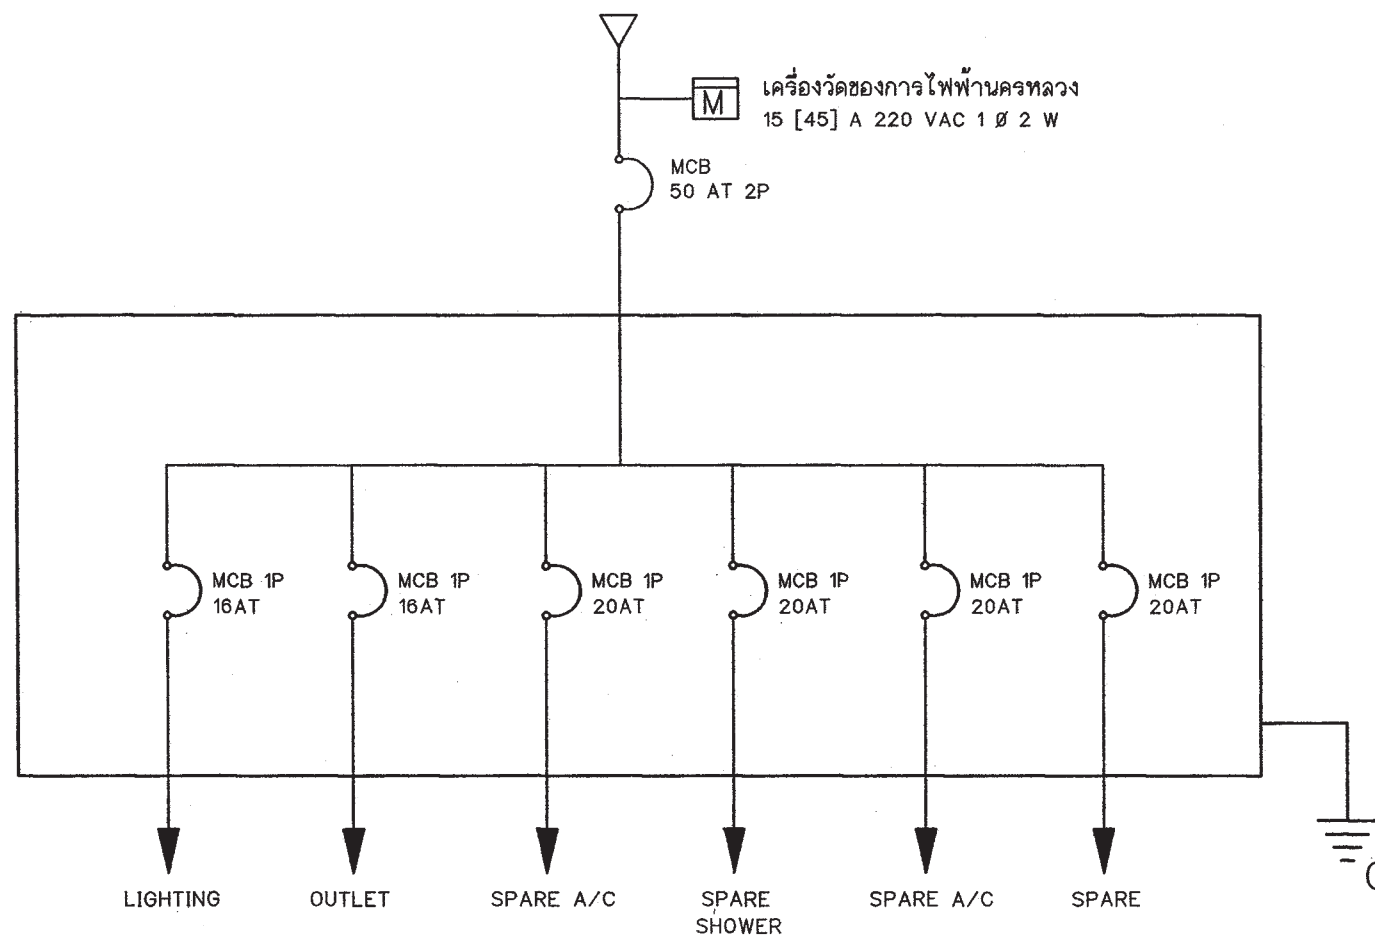 M
เครื่องวัดของการไฟฟ้านครหลวง
15 [45] A 220 VAC 1 Ø 2 W
MCB
50 AT 2P
MCB 1P
16AT
MCB 1P
16AT
MCB 1P
20AT
MCB 1P
20AT
MCB 1P
20AT
MCB 1P
20AT
LIGHTING
OUTLET
SPARE A/C
SPARE
SHOWER
SPARE A/C
SPARE